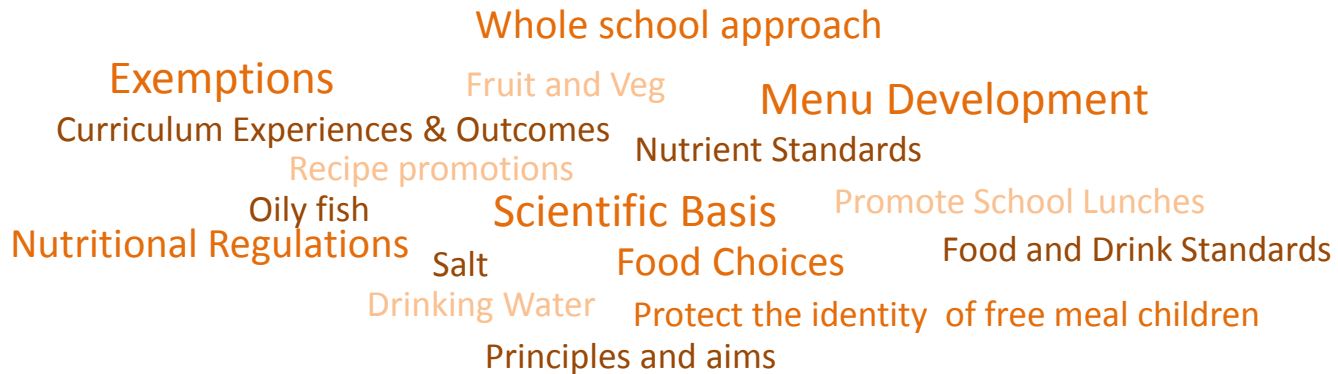 Whole school approach
Exemptions
Fruit and Veg
Menu Development
Curriculum Experiences & Outcomes
Nutrient Standards
Recipe promotions
Oily fish
Scientific Basis
Promote School Lunches
Nutritional Regulations
Salt
Food Choices
Food and Drink Standards
Drinking Water
Protect the identity of free meal children
Principles and aims